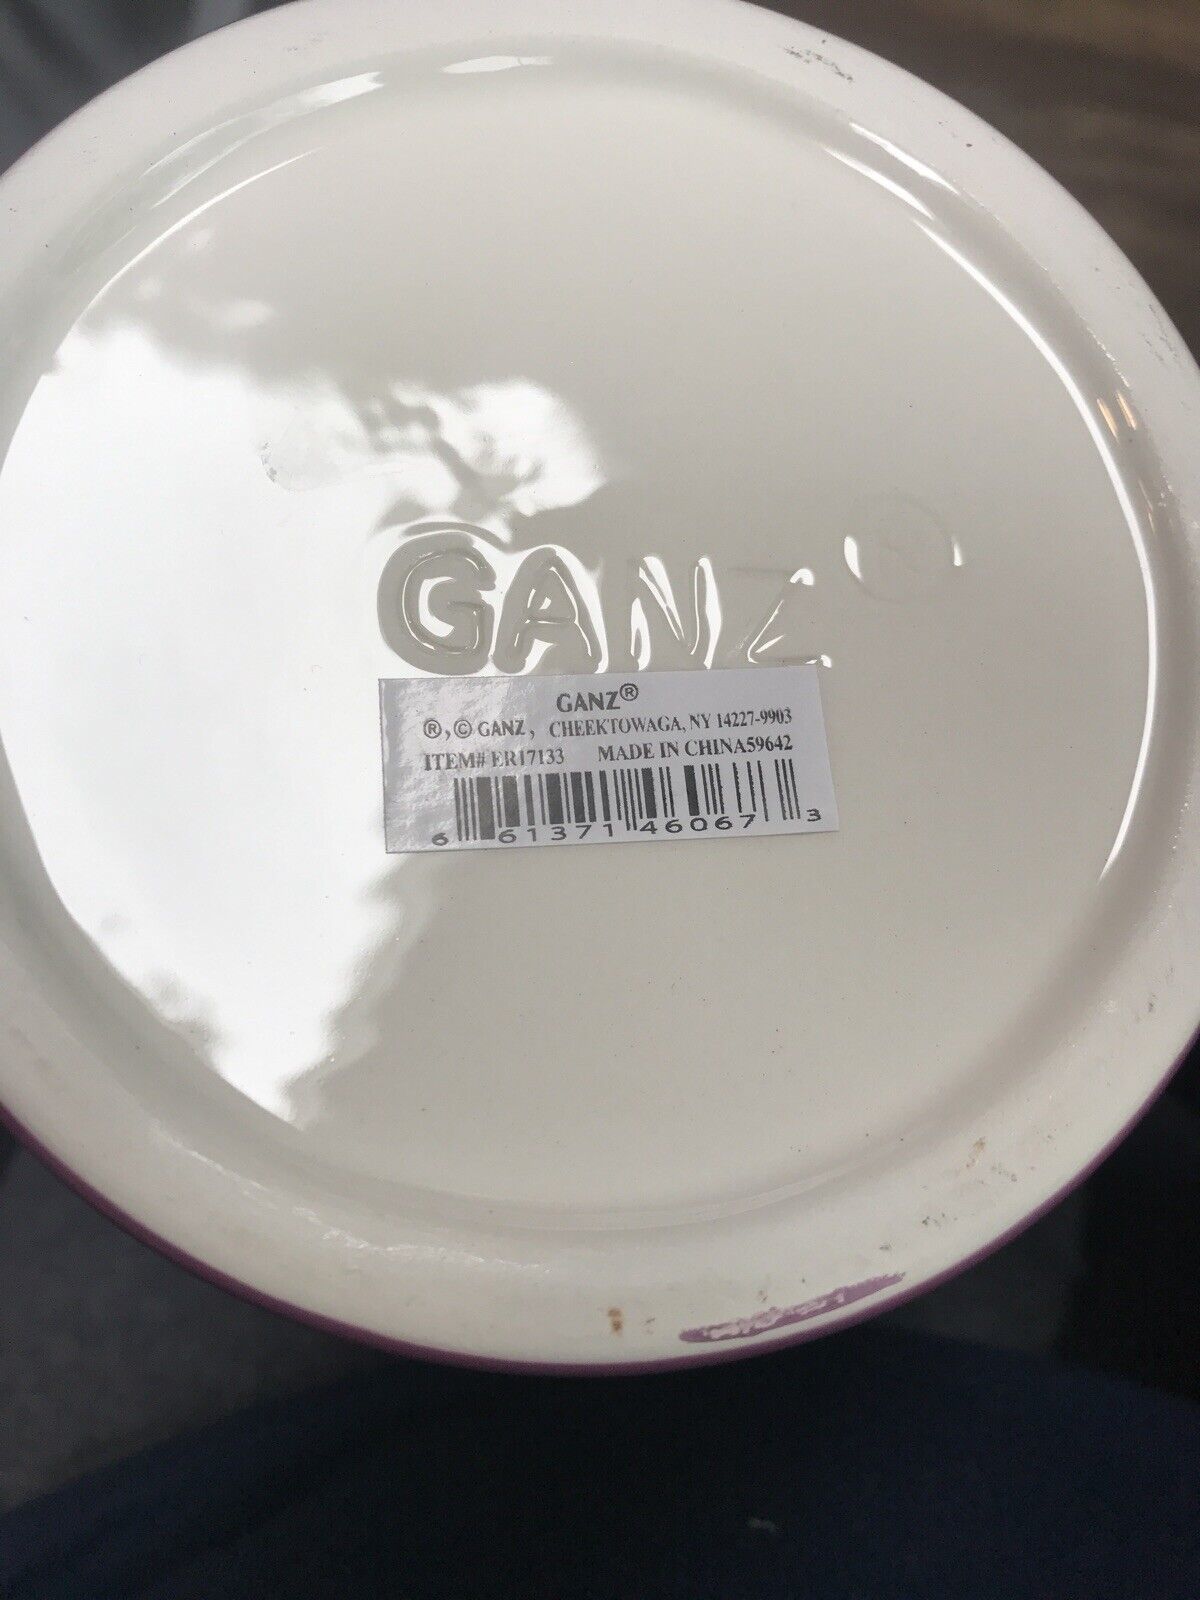 GANZ®
GANZ®
®,© GANZ, CHEEKTOWAGA, NY 14227-9903
ITEM# ER17133 MADE IN CHINA59642
6 61371 46067 3